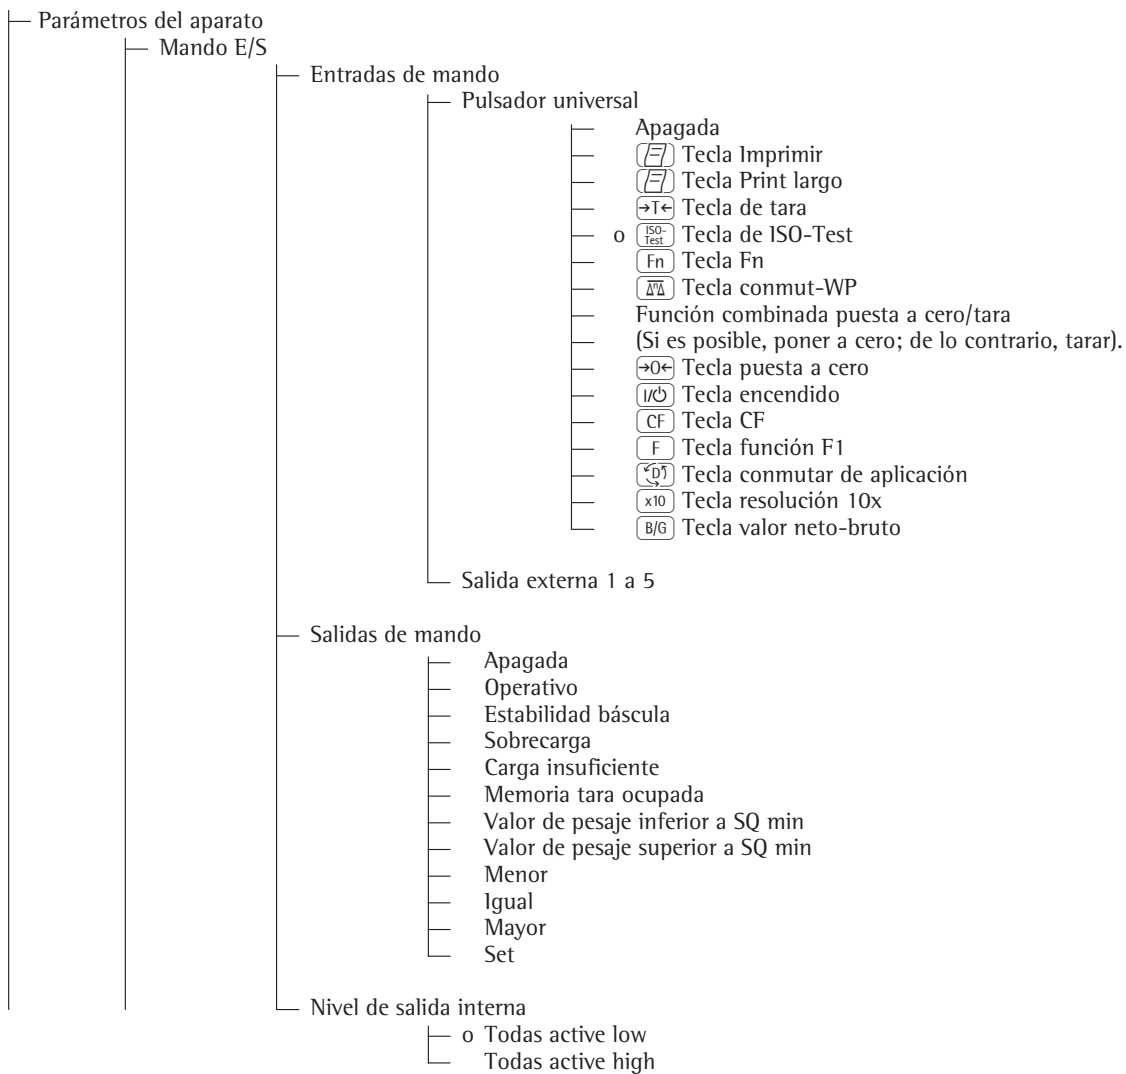 Parámetros del aparato
Mando E/S
Entradas de mando
Pulsador universal
Apagada
Tecla Imprimir
Tecla Print largo
→T← Tecla de tara
o ISO-Test Tecla de ISO-Test
Fn Tecla Fn
Tecla conmut-WP
Función combinada puesta a cero/tara
(Si es posible, poner a cero; de lo contrario, tarar).
→0← Tecla puesta a cero
I/⏻ Tecla encendido
CF Tecla CF
F Tecla función F1
D Tecla conmutar de aplicación
x10 Tecla resolución 10x
B/G Tecla valor neto-bruto
Salida externa 1 a 5
Salidas de mando
Apagada
Operativo
Estabilidad báscula
Sobrecarga
Carga insuficiente
Memoria tara ocupada
Valor de pesaje inferior a SQ min
Valor de pesaje superior a SQ min
Menor
Igual
Mayor
Set
Nivel de salida interna
o Todas active low
Todas active high